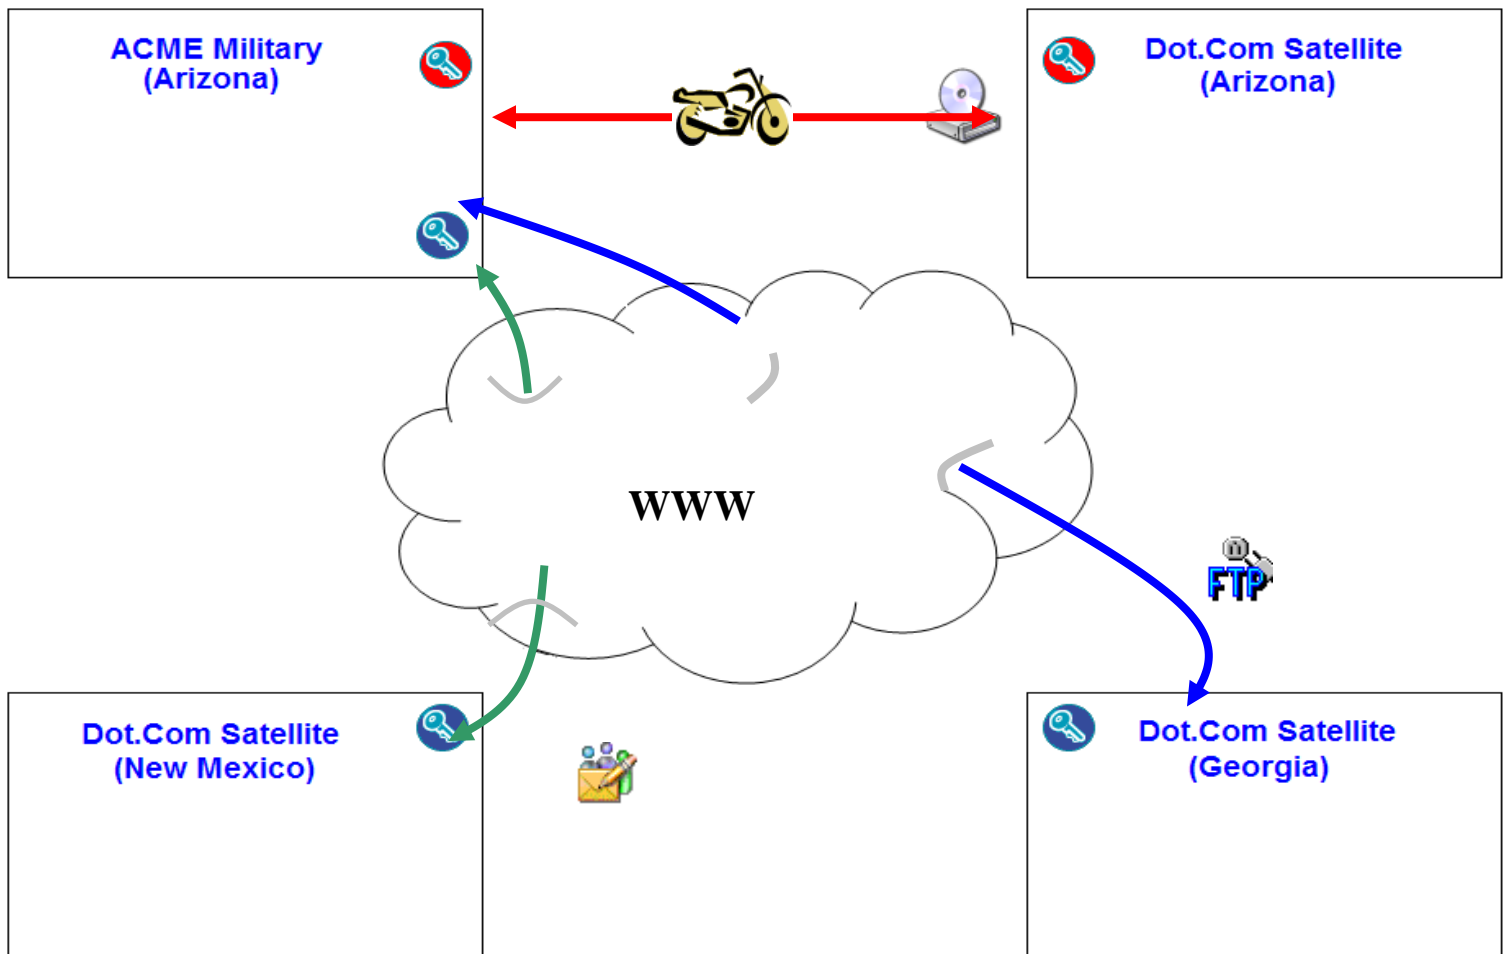 ACME Military
(Arizona)
Dot.Com Satellite
(Arizona)
WWW
FTP
Dot.Com Satellite
(New Mexico)
Dot.Com Satellite
(Georgia)